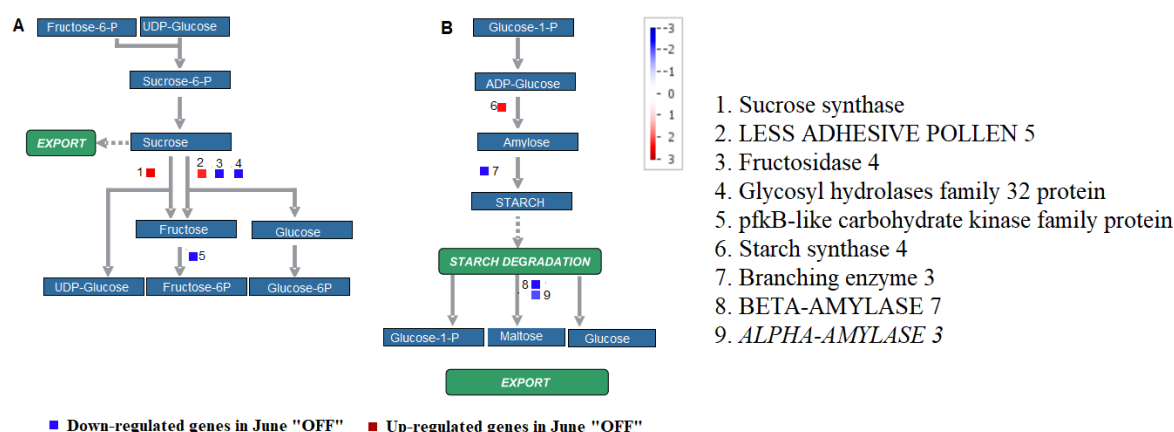 A
Fructose-6-P
UDP-Glucose
Sucrose-6-P
EXPORT
Sucrose
1
2
3
4
Fructose
Glucose
5
UDP-Glucose
Fructose-6P
Glucose-6P
B
Glucose-1-P
ADP-Glucose
6
Amylose
7
STARCH
STARCH DEGRADATION
8
9
Glucose-1-P
Maltose
Glucose
EXPORT
-3
-2
-1
0
1
2
3
1. Sucrose synthase
2. LESS ADHESIVE POLLEN 5
3. Fructosidase 4
4. Glycosyl hydrolases family 32 protein
5. pfkB-like carbohydrate kinase family protein
6. Starch synthase 4
7. Branching enzyme 3
8. BETA-AMYLASE 7
9. ALPHA-AMYLASE 3
Down-regulated genes in June "OFF"
Up-regulated genes in June "OFF"